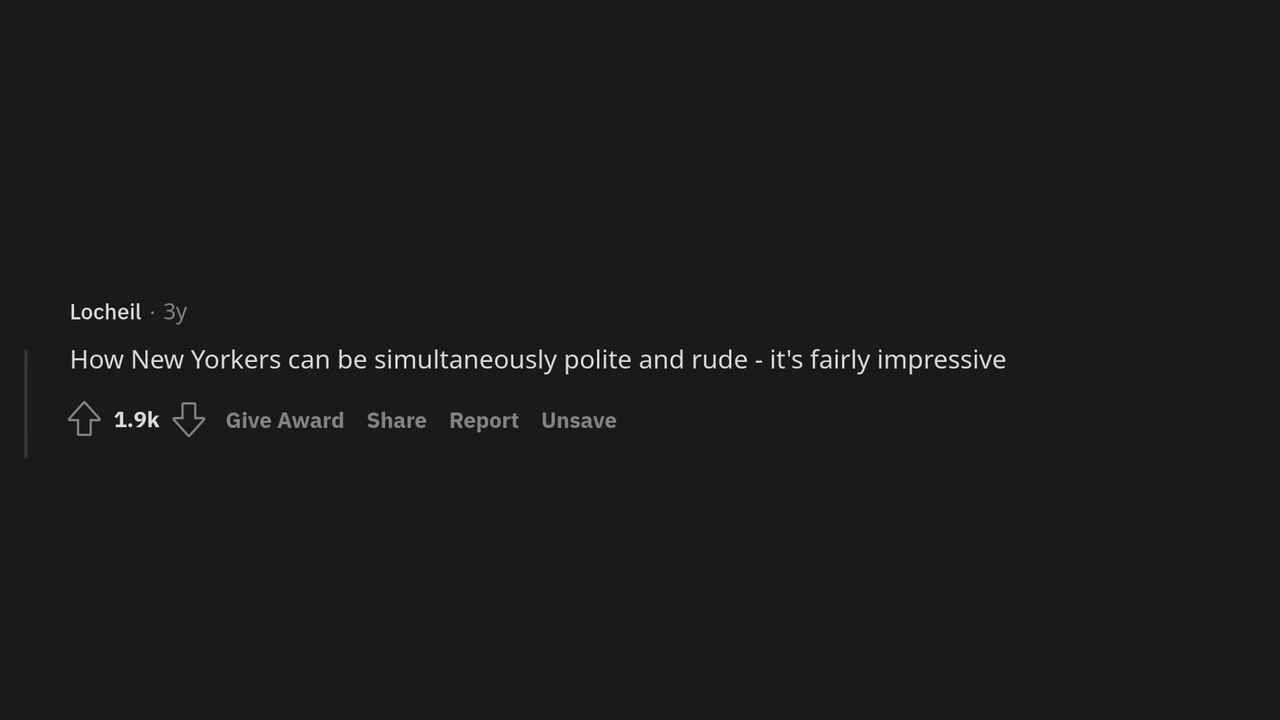 Locheil · 3y
How New Yorkers can be simultaneously polite and rude - it's fairly impressive
1.9k Give Award Share Report Unsave